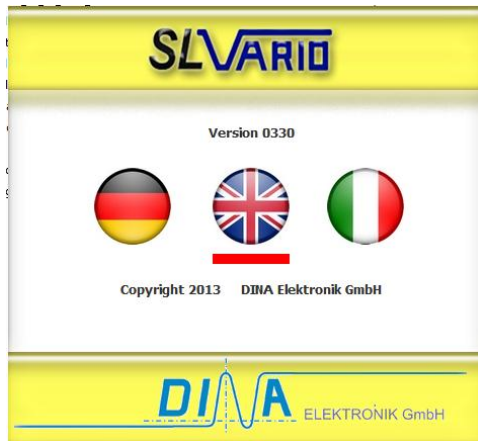 SLVARIO
Version 0330
Copyright 2013 DINA Elektronik GmbH
DINA ELEKTRONIK GmbH